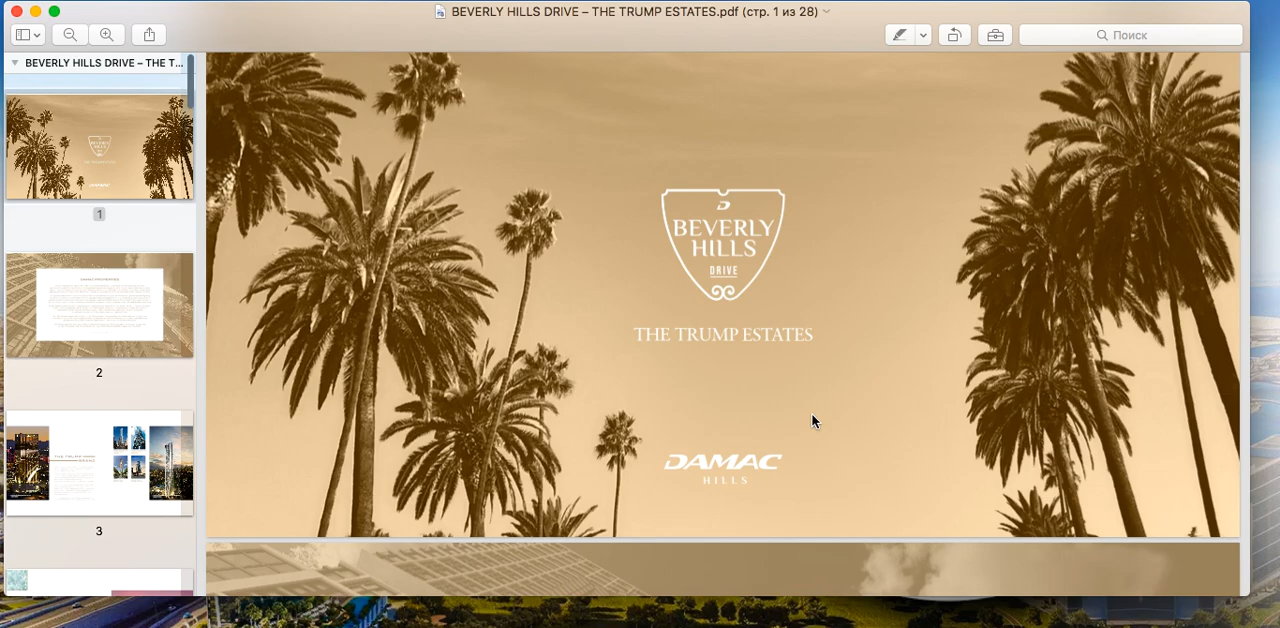 BEVERLY HILLS DRIVE – THE TRUMP ESTATES.pdf (стр. 1 из 28)
Поиск
BEVERLY HILLS DRIVE – THE T...
1
2
3
BEVERLY
HILLS
DRIVE
THE TRUMP ESTATES
DAMAC
HILLS